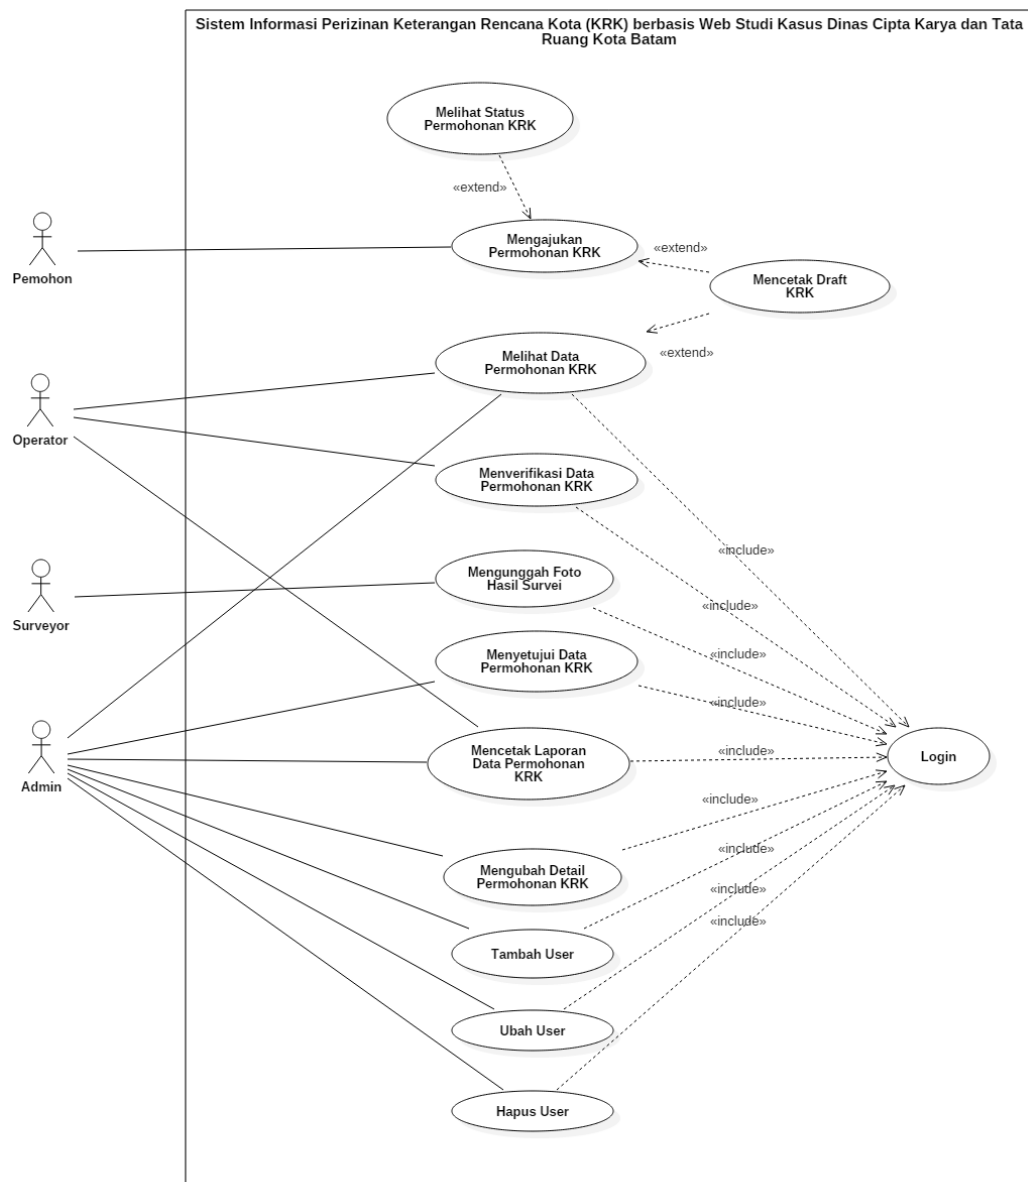 Sistem Informasi Perizinan Keterangan Rencana Kota (KRK) berbasis Web Studi Kasus Dinas Cipta Karya dan Tata
Ruang Kota Batam
Melihat Status
Permohonan KRK
«extend»
Pemohon
Mengajukan
Permohonan KRK
«extend»
Mencetak Draft
KRK
«extend»
Melihat Data
Permohonan KRK
Operator
Menverifikasi Data
Permohonan KRK
«include»
Surveyor
Mengunggah Foto
Hasil Survei
«include»
Menyetujui Data
Permohonan KRK
«include»
«include»
Admin
Mencetak Laporan
Data Permohonan
KRK
«include»
Login
«include»
Mengubah Detail
Permohonan KRK
«include»
«include»
«include»
Tambah User
Ubah User
Hapus User